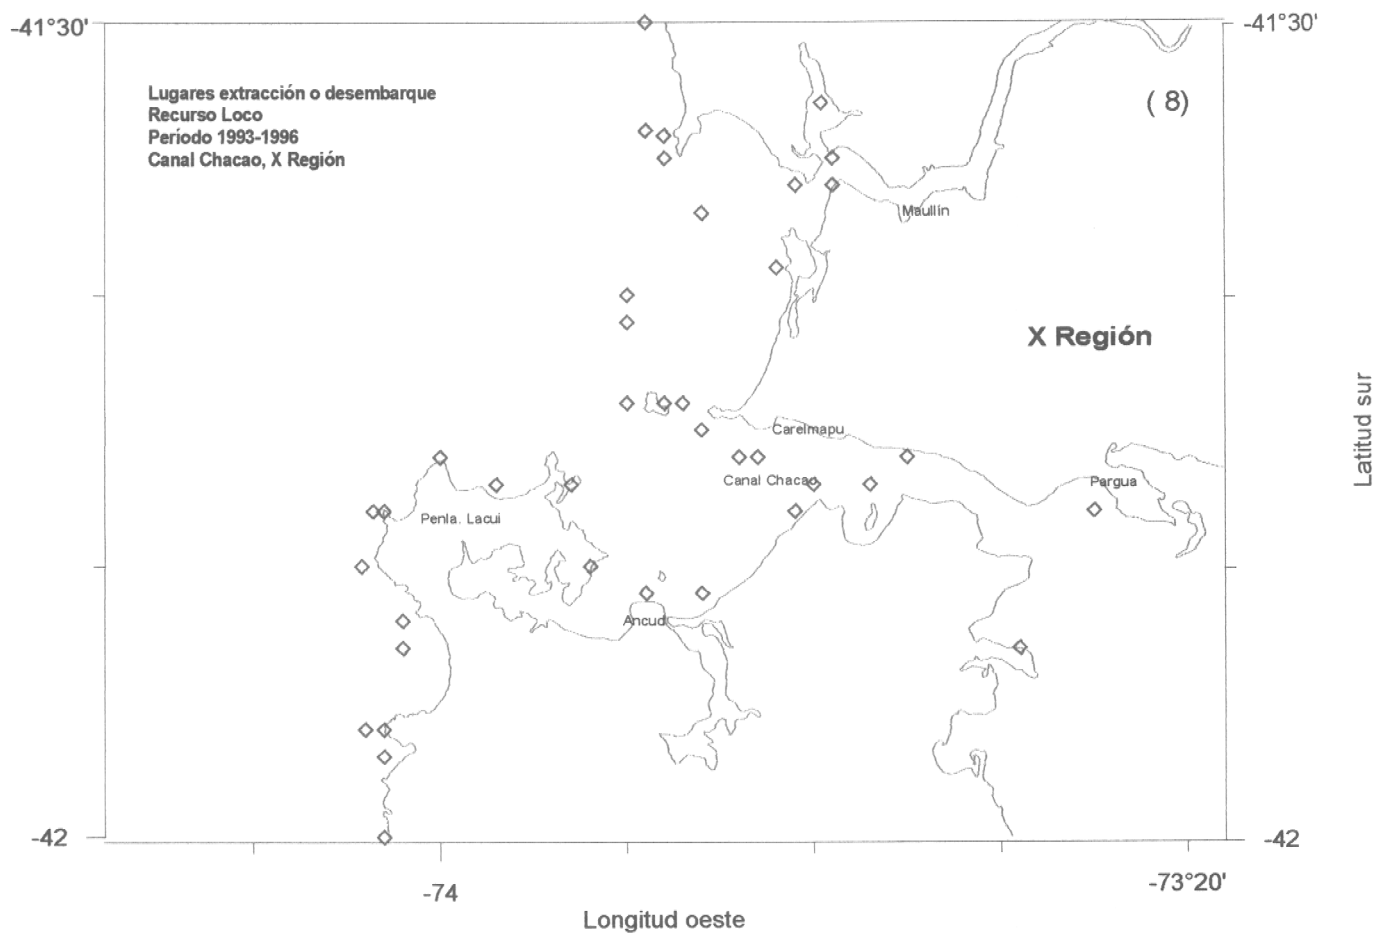 -41°30'
-41°30'
Lugares extracción o desembarque
Recurso Loco
Período 1993-1996
Canal Chacao, X Región
( 8)
Maullín
X Región
Latitud sur
Carelmapu
Canal Chacao
Pargua
Penla. Lacui
Ancud
-42
-42
-74
-73°20'
Longitud oeste